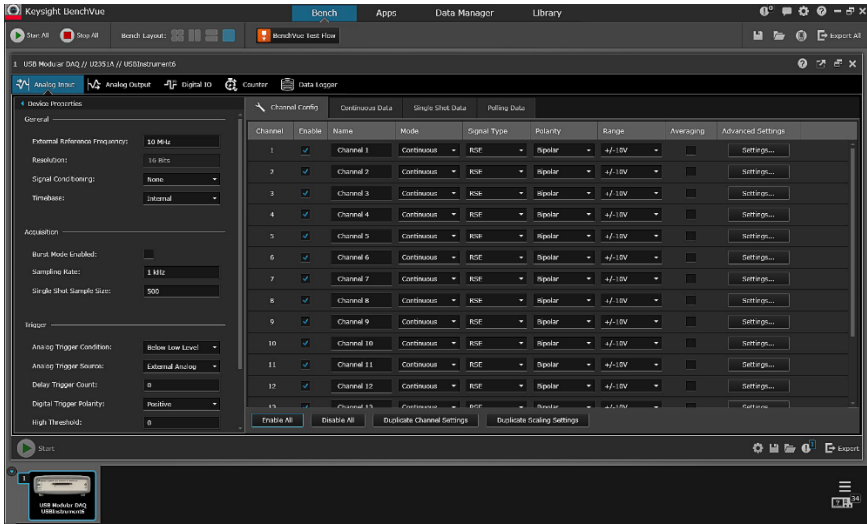 Keysight BenchVue
Bench Apps Data Manager Library
Start All Stop All Bench Layout: BenchVue Test Flow Export All
1 USB Modular DAQ // U2351A // USBInstrument6
Analog Input Analog Output Digital IO Counter Data Logger
Device Properties
General
External Reference Frequency: 10 MHz
Resolution: 16 Bits
Signal Conditioning: None
Timebase: Internal
Acquisition
Burst Mode Enabled:
Sampling Rate: 1 kHz
Single Shot Sample Size: 500
Trigger
Analog Trigger Condition: Below Low Level
Analog Trigger Source: External Analog
Delay Trigger Count: 0
Digital Trigger Polarity: Positive
High Threshold: 0
Channel Config Continuous Data Single Shot Data Polling Data
Channel Enable Name Mode Signal Type Polarity Range Averaging Advanced Settings
1 Channel 1 Continuous RSE Bipolar +/-10V Settings...
2 Channel 2 Continuous RSE Bipolar +/-10V Settings...
3 Channel 3 Continuous RSE Bipolar +/-10V Settings...
4 Channel 4 Continuous RSE Bipolar +/-10V Settings...
5 Channel 5 Continuous RSE Bipolar +/-10V Settings...
6 Channel 6 Continuous RSE Bipolar +/-10V Settings...
7 Channel 7 Continuous RSE Bipolar +/-10V Settings...
8 Channel 8 Continuous RSE Bipolar +/-10V Settings...
9 Channel 9 Continuous RSE Bipolar +/-10V Settings...
10 Channel 10 Continuous RSE Bipolar +/-10V Settings...
11 Channel 11 Continuous RSE Bipolar +/-10V Settings...
12 Channel 12 Continuous RSE Bipolar +/-10V Settings...
13 Channel 13 Continuous RSE Bipolar +/-10V Settings...
Enable All Disable All Duplicate Channel Settings Duplicate Scaling Settings
Start 1 Export
1
USB Modular DAQ
USBInstrument6
34